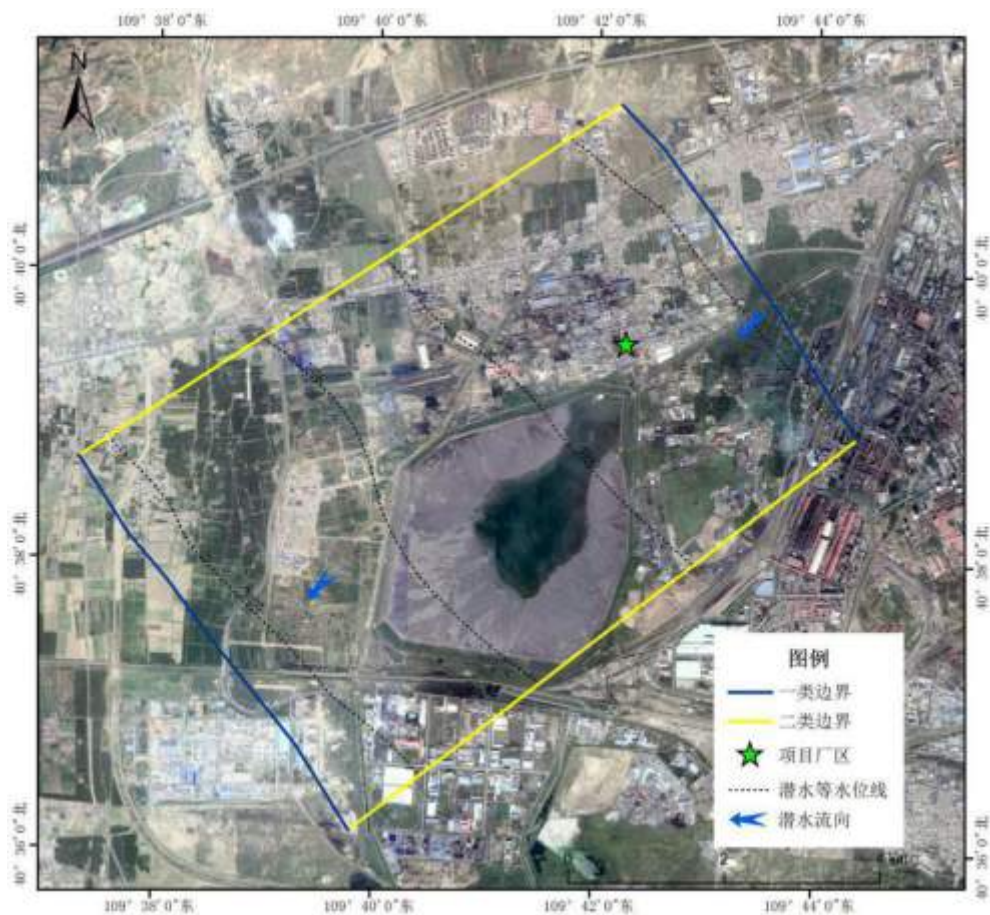 109° 38′ 0″东
109° 40′ 0″东
109° 42′ 0″东
109° 44′ 0″东
N
40° 40′ 0″北
40° 40′ 0″北
40° 38′ 0″北
40° 38′ 0″北
40° 36′ 0″北
40° 36′ 0″北
图例
一类边界
二类边界
项目厂区
潜水等水位线
潜水流向
2
109° 38′ 0″东
109° 40′ 0″东
109° 42′ 0″东
109° 44′ 0″东